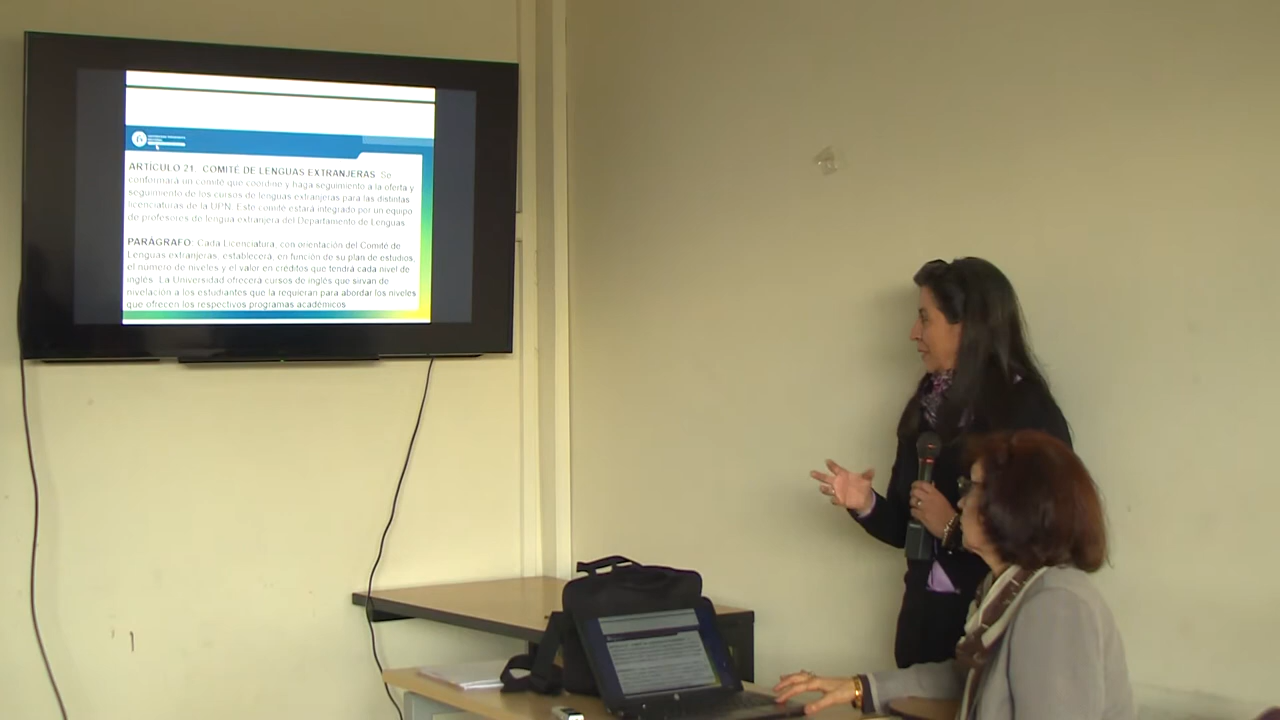 ARTÍCULO 21. COMITÉ DE LENGUAS EXTRANJERAS. Se
conformará un comité que coordine y haga seguimiento a la oferta y
seguimiento de los cursos de lenguas extranjeras para las distintas
licenciaturas de la UPN. Este comité estará integrado por un equipo
de profesores de lengua extranjera del Departamento de Lenguas.
PARÁGRAFO: Cada Licenciatura, con orientación del Comité de
Lenguas extranjeras, establecerá, en función de su plan de estudios,
el número de niveles y el valor en créditos que tendrá cada nivel de
inglés. La Universidad ofrecerá cursos de inglés que sirvan de
nivelación a los estudiantes que la requieran para abordar los niveles
que ofrecen los respectivos programas académicos